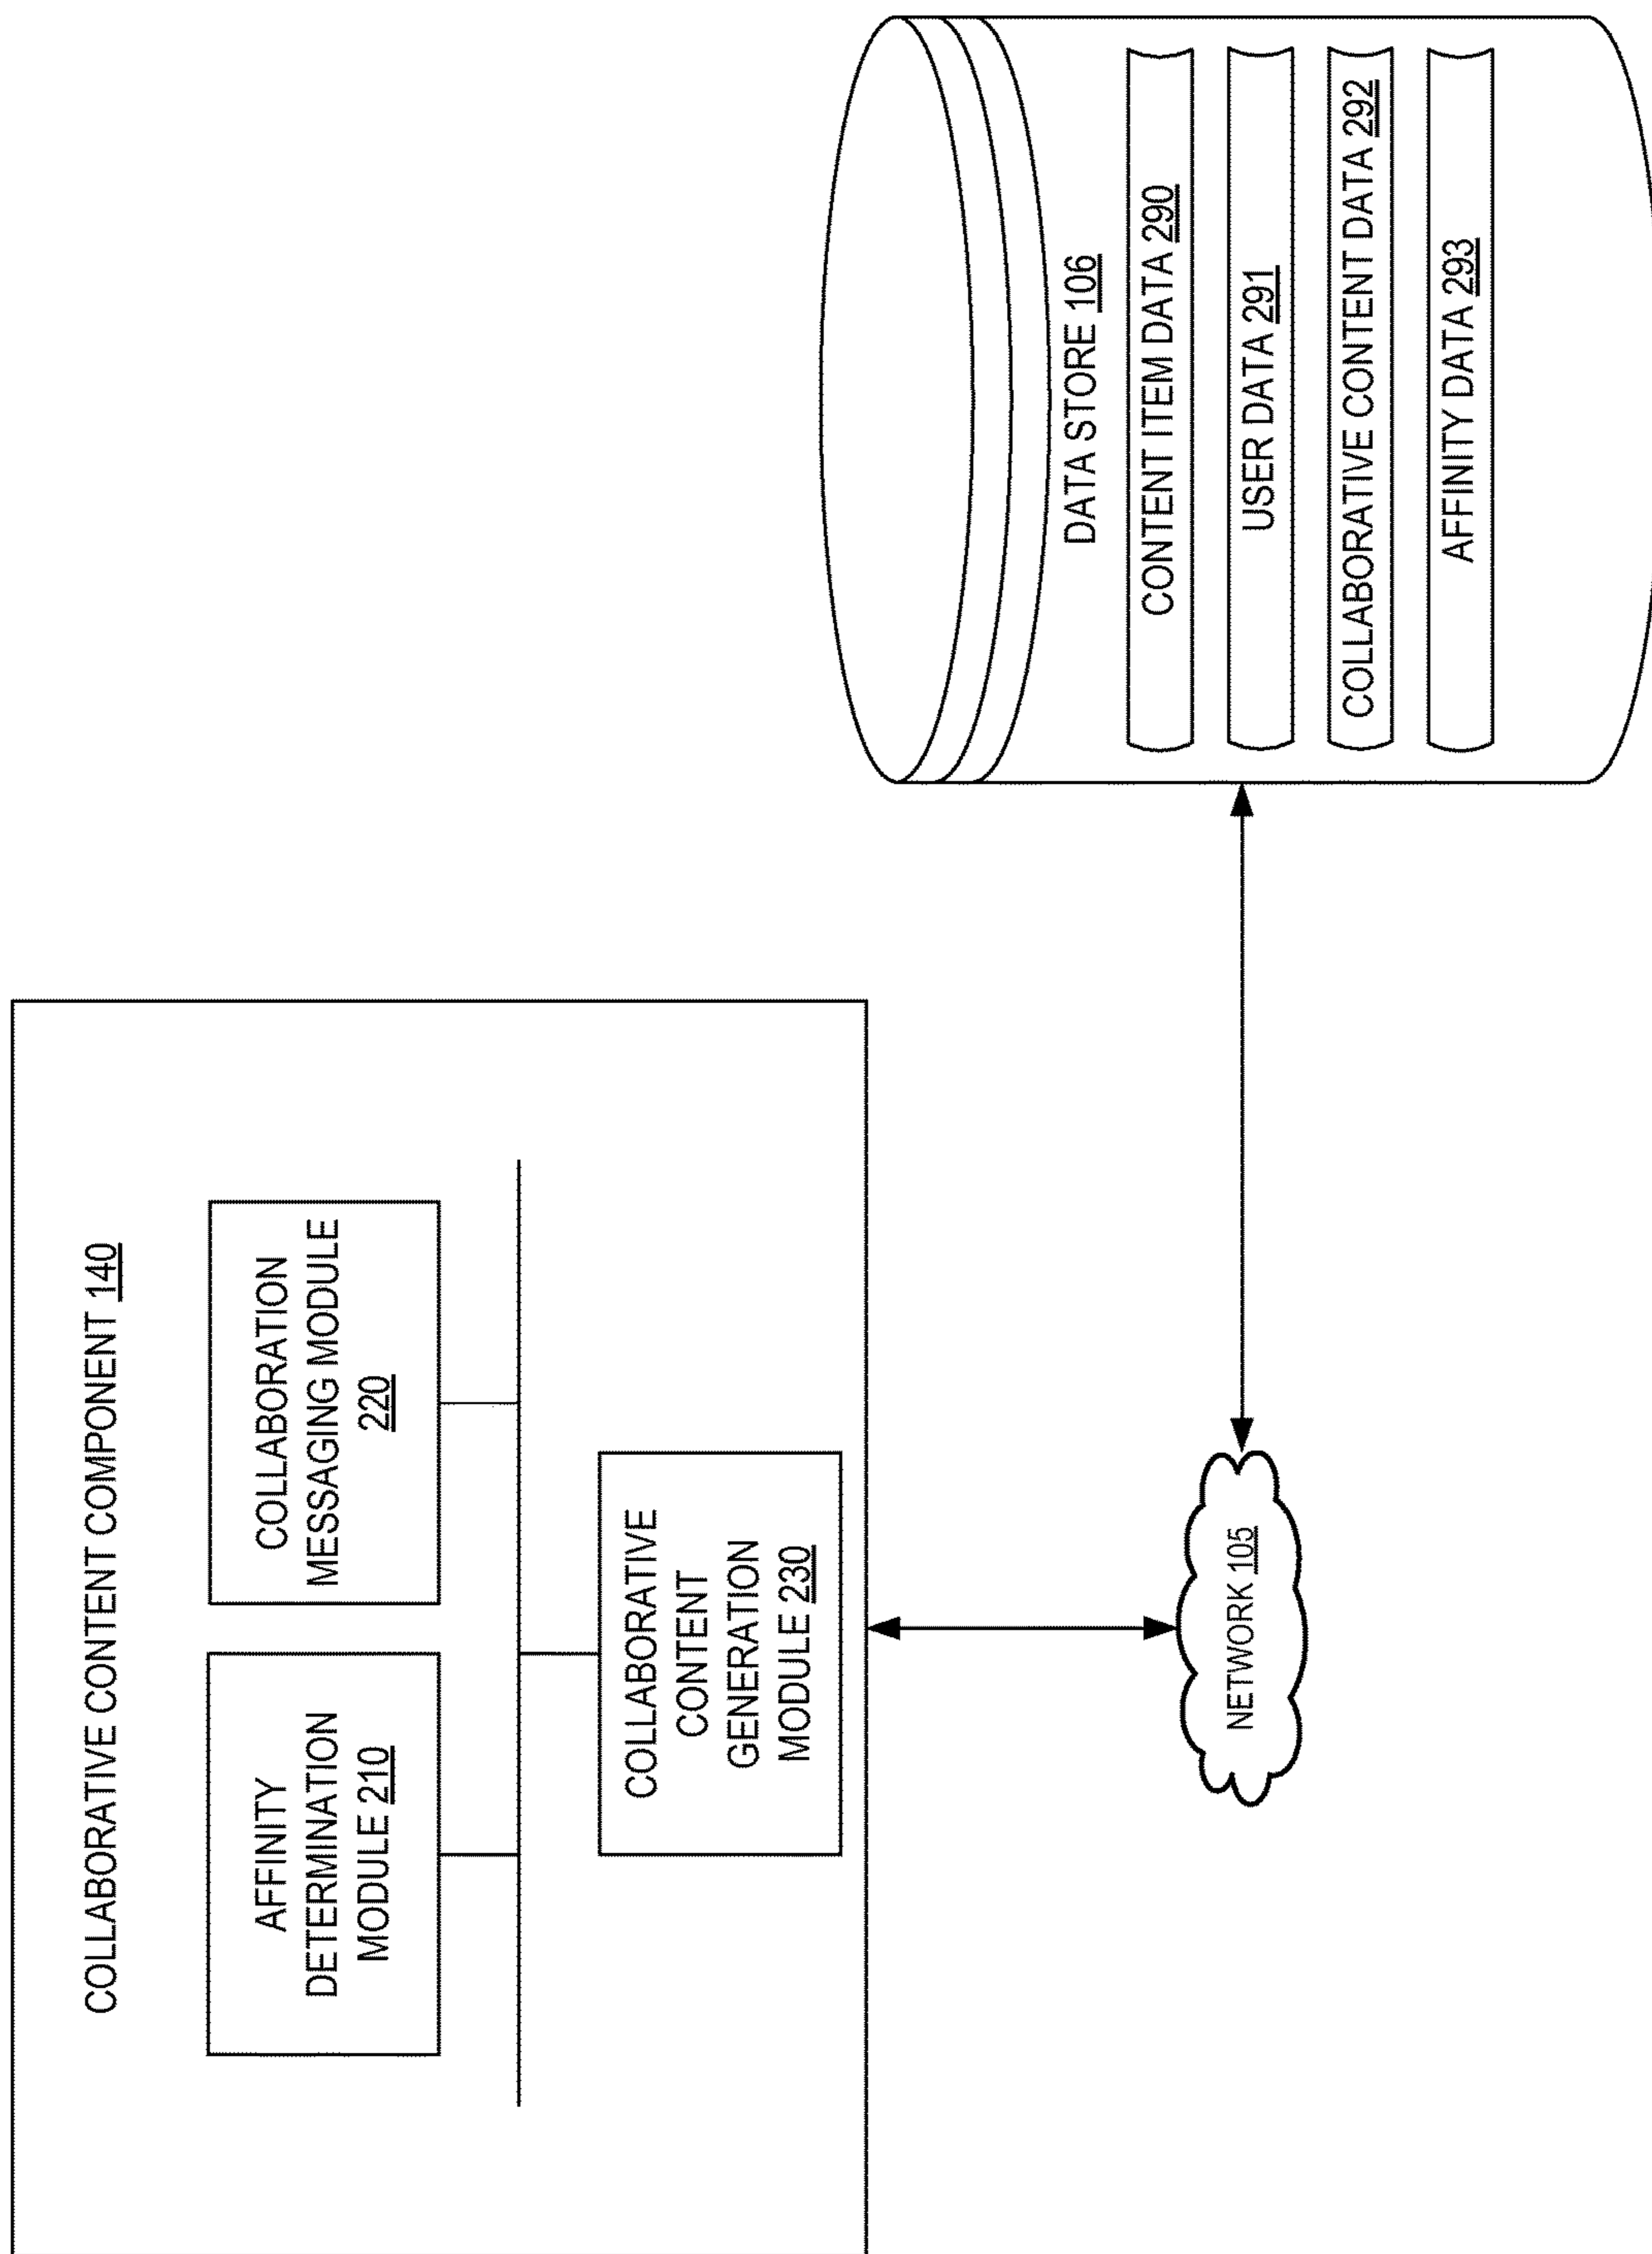 COLLABORATIVE CONTENT COMPONENT 140
AFFINITY
DETERMINATION
MODULE 210
COLLABORATION
MESSAGING MODULE
220
COLLABORATIVE
CONTENT
GENERATION
MODULE 230
NETWORK 105
DATA STORE 106
CONTENT ITEM DATA 290
USER DATA 291
COLLABORATIVE CONTENT DATA 292
AFFINITY DATA 293